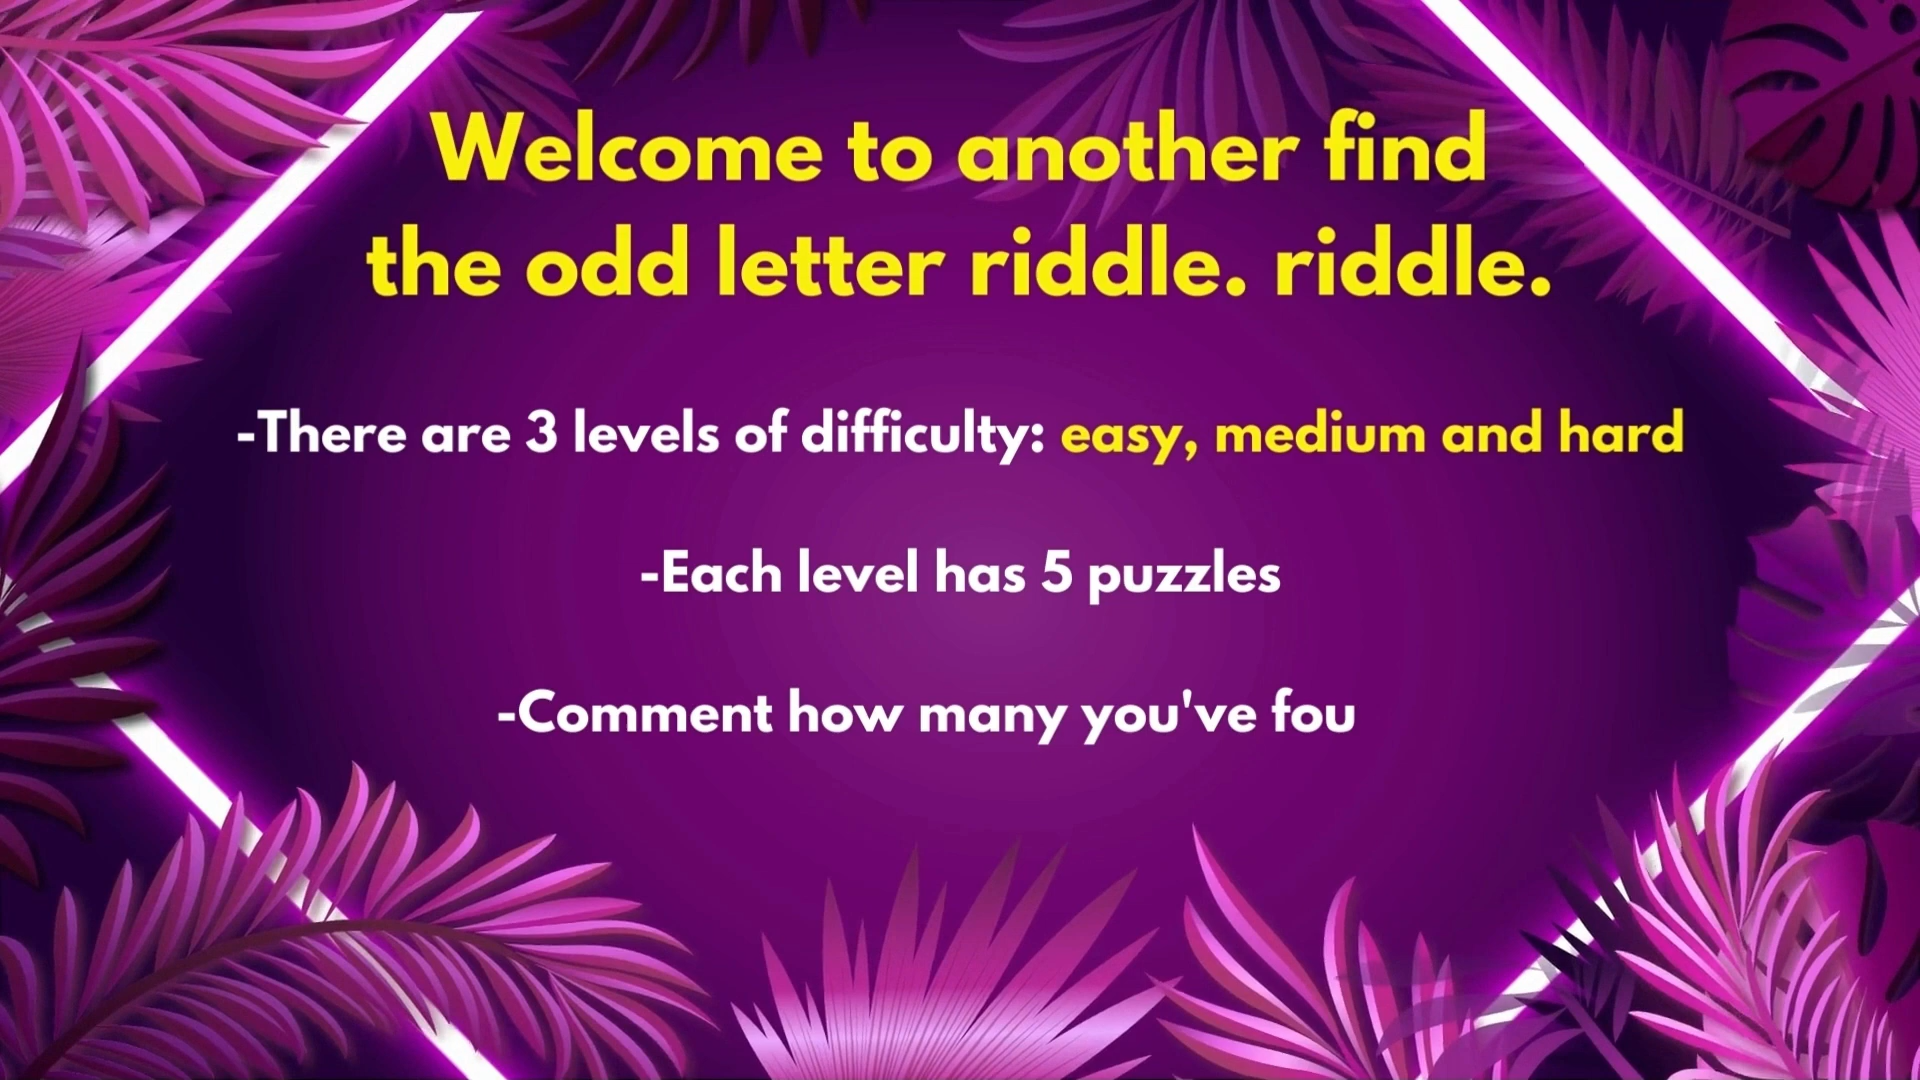 Welcome to another find
the odd letter riddle. riddle.
-There are 3 levels of difficulty: easy, medium and hard
-Each level has 5 puzzles
-Comment how many you've fou